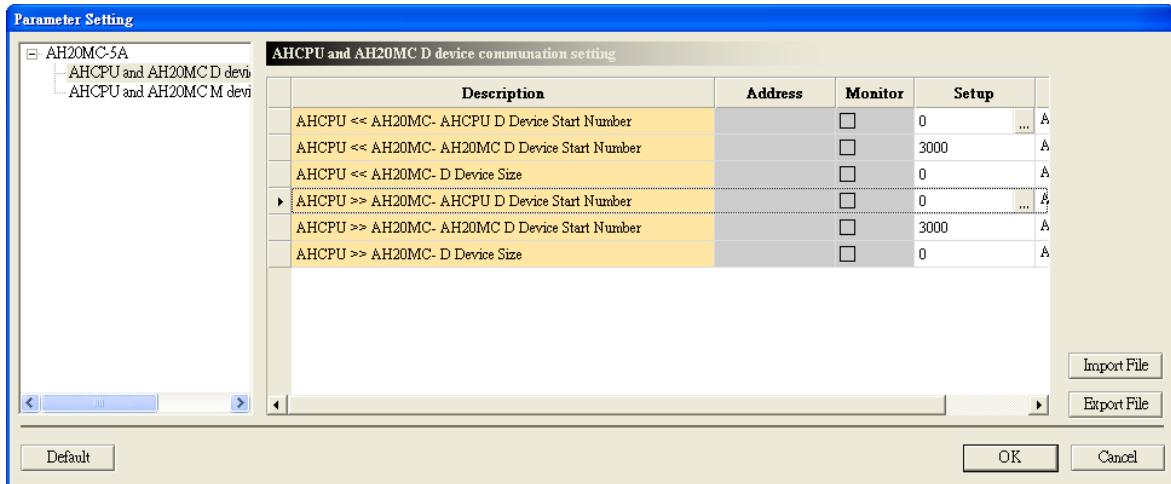 Parameter Setting
AH20MC-5A
AHCPU and AH20MC D devi
AHCPU and AH20MC M devi
AHCPU and AH20MC D device communation setting
Description Address Monitor Setup
AHCPU << AH20MC- AHCPU D Device Start Number 0 ... A
AHCPU << AH20MC- AH20MC D Device Start Number 3000 A
AHCPU << AH20MC- D Device Size 0 A
AHCPU >> AH20MC- AHCPU D Device Start Number 0 ... A
AHCPU >> AH20MC- AH20MC D Device Start Number 3000 A
AHCPU >> AH20MC- D Device Size 0 A
Import File
Export File
Default OK Cancel